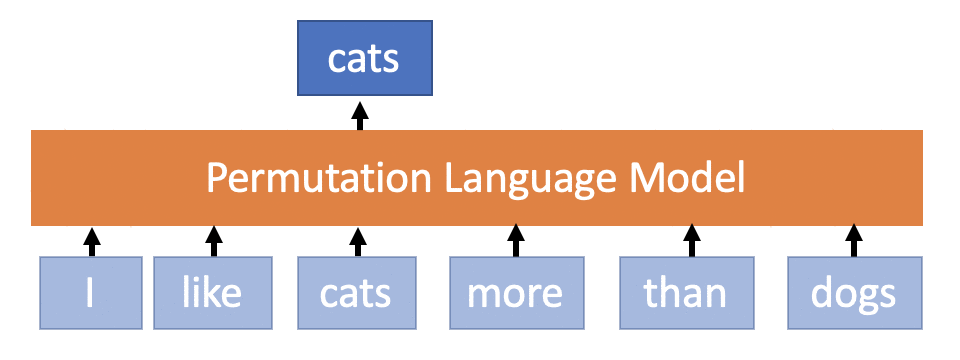 cats
Permutation Language Model
I like cats more than dogs